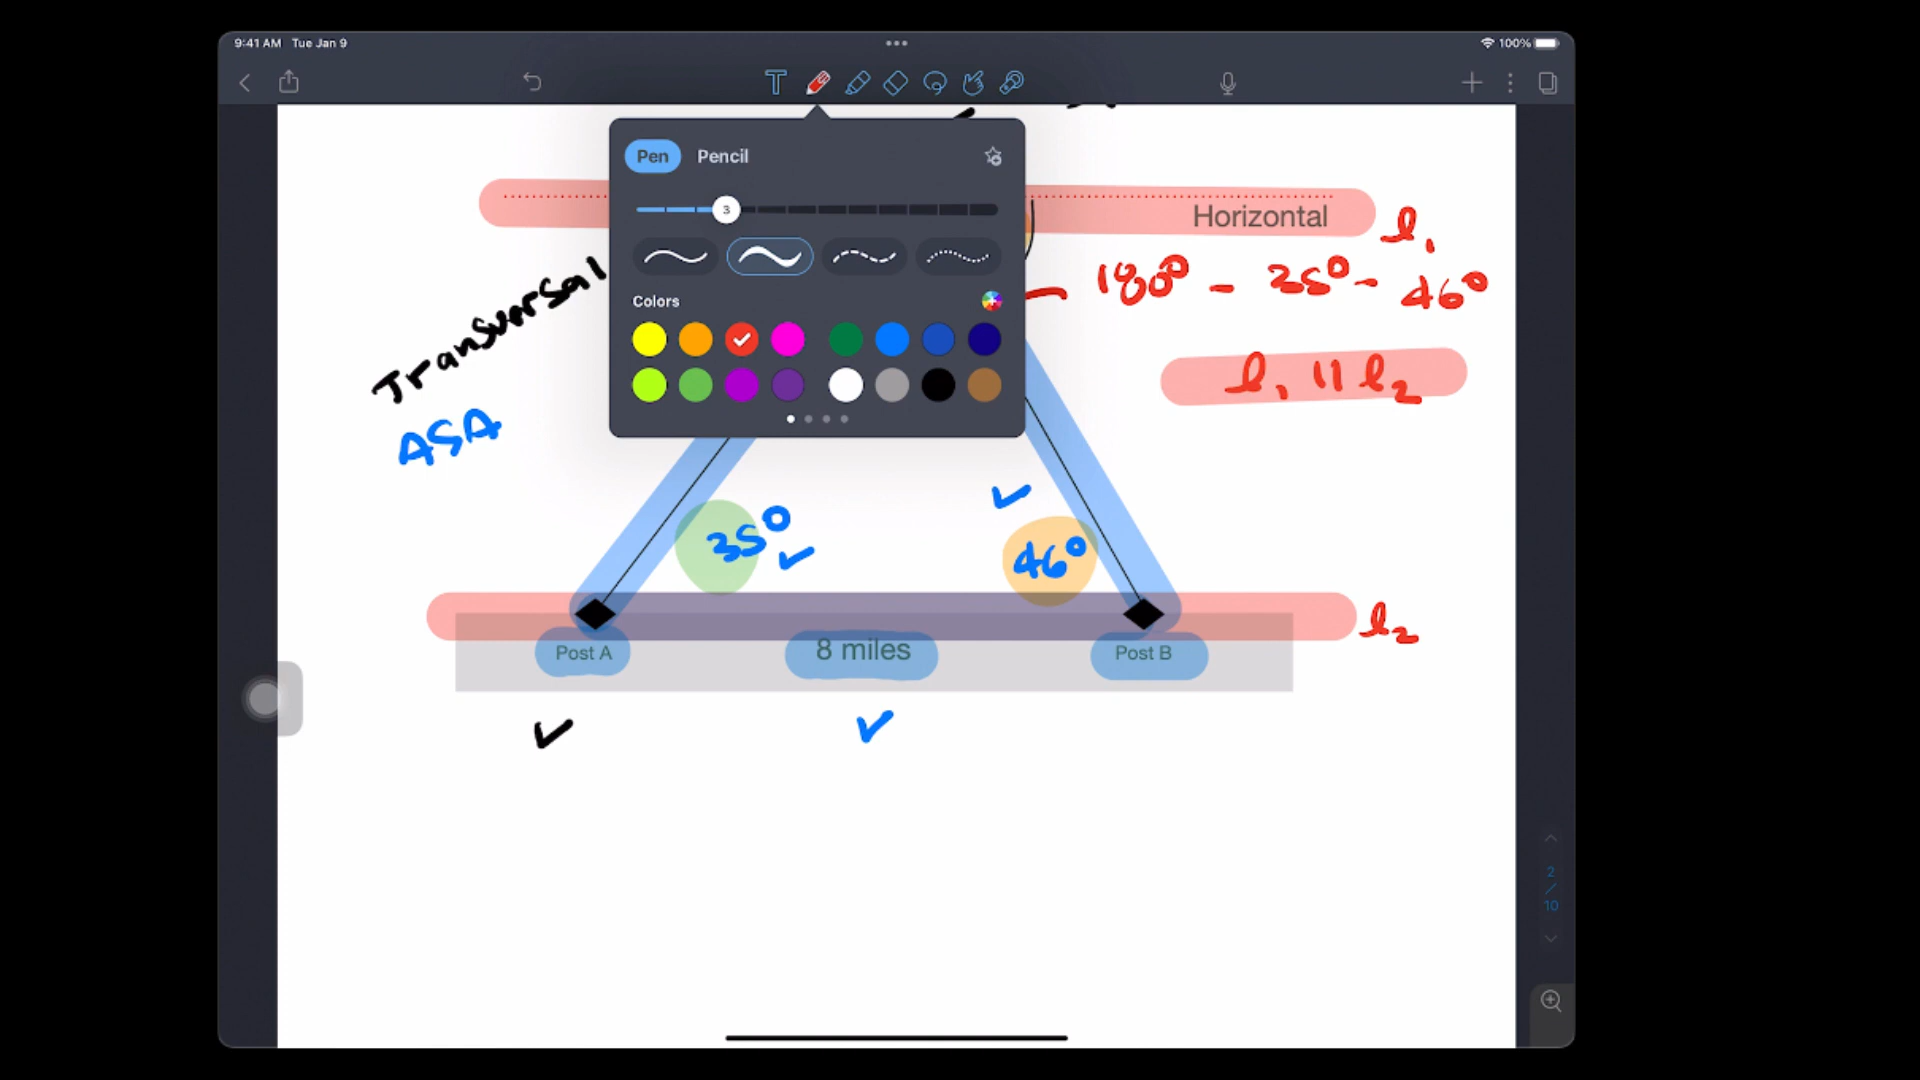 9:41 AM Tue Jan 9
100%
Pen Pencil
3
Horizontal
l₁
180° - 35° - 46°
Colors
Transversal
l₁ || l₂
ASA
35°
46°
l₂
Post A
8 miles
Post B
2
/
10